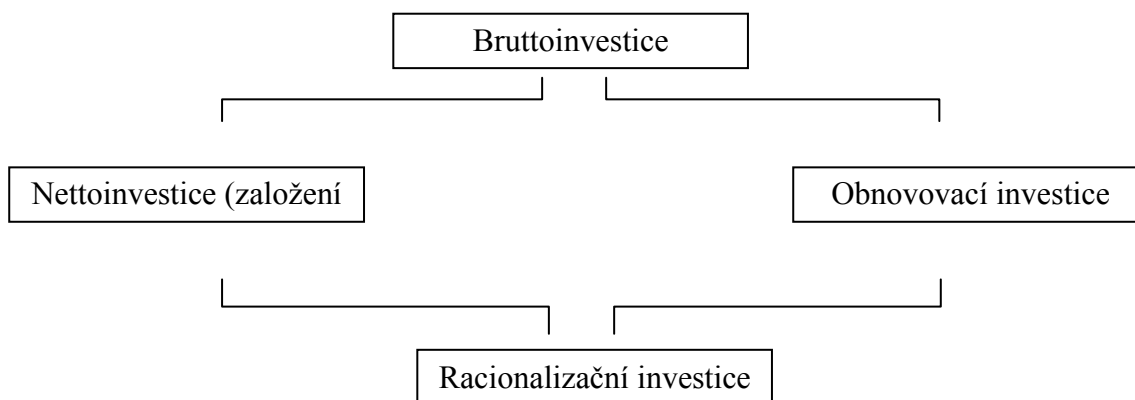 Bruttoinvestice
Nettoinvestice (založení
Obnovovací investice
Racionalizační investice